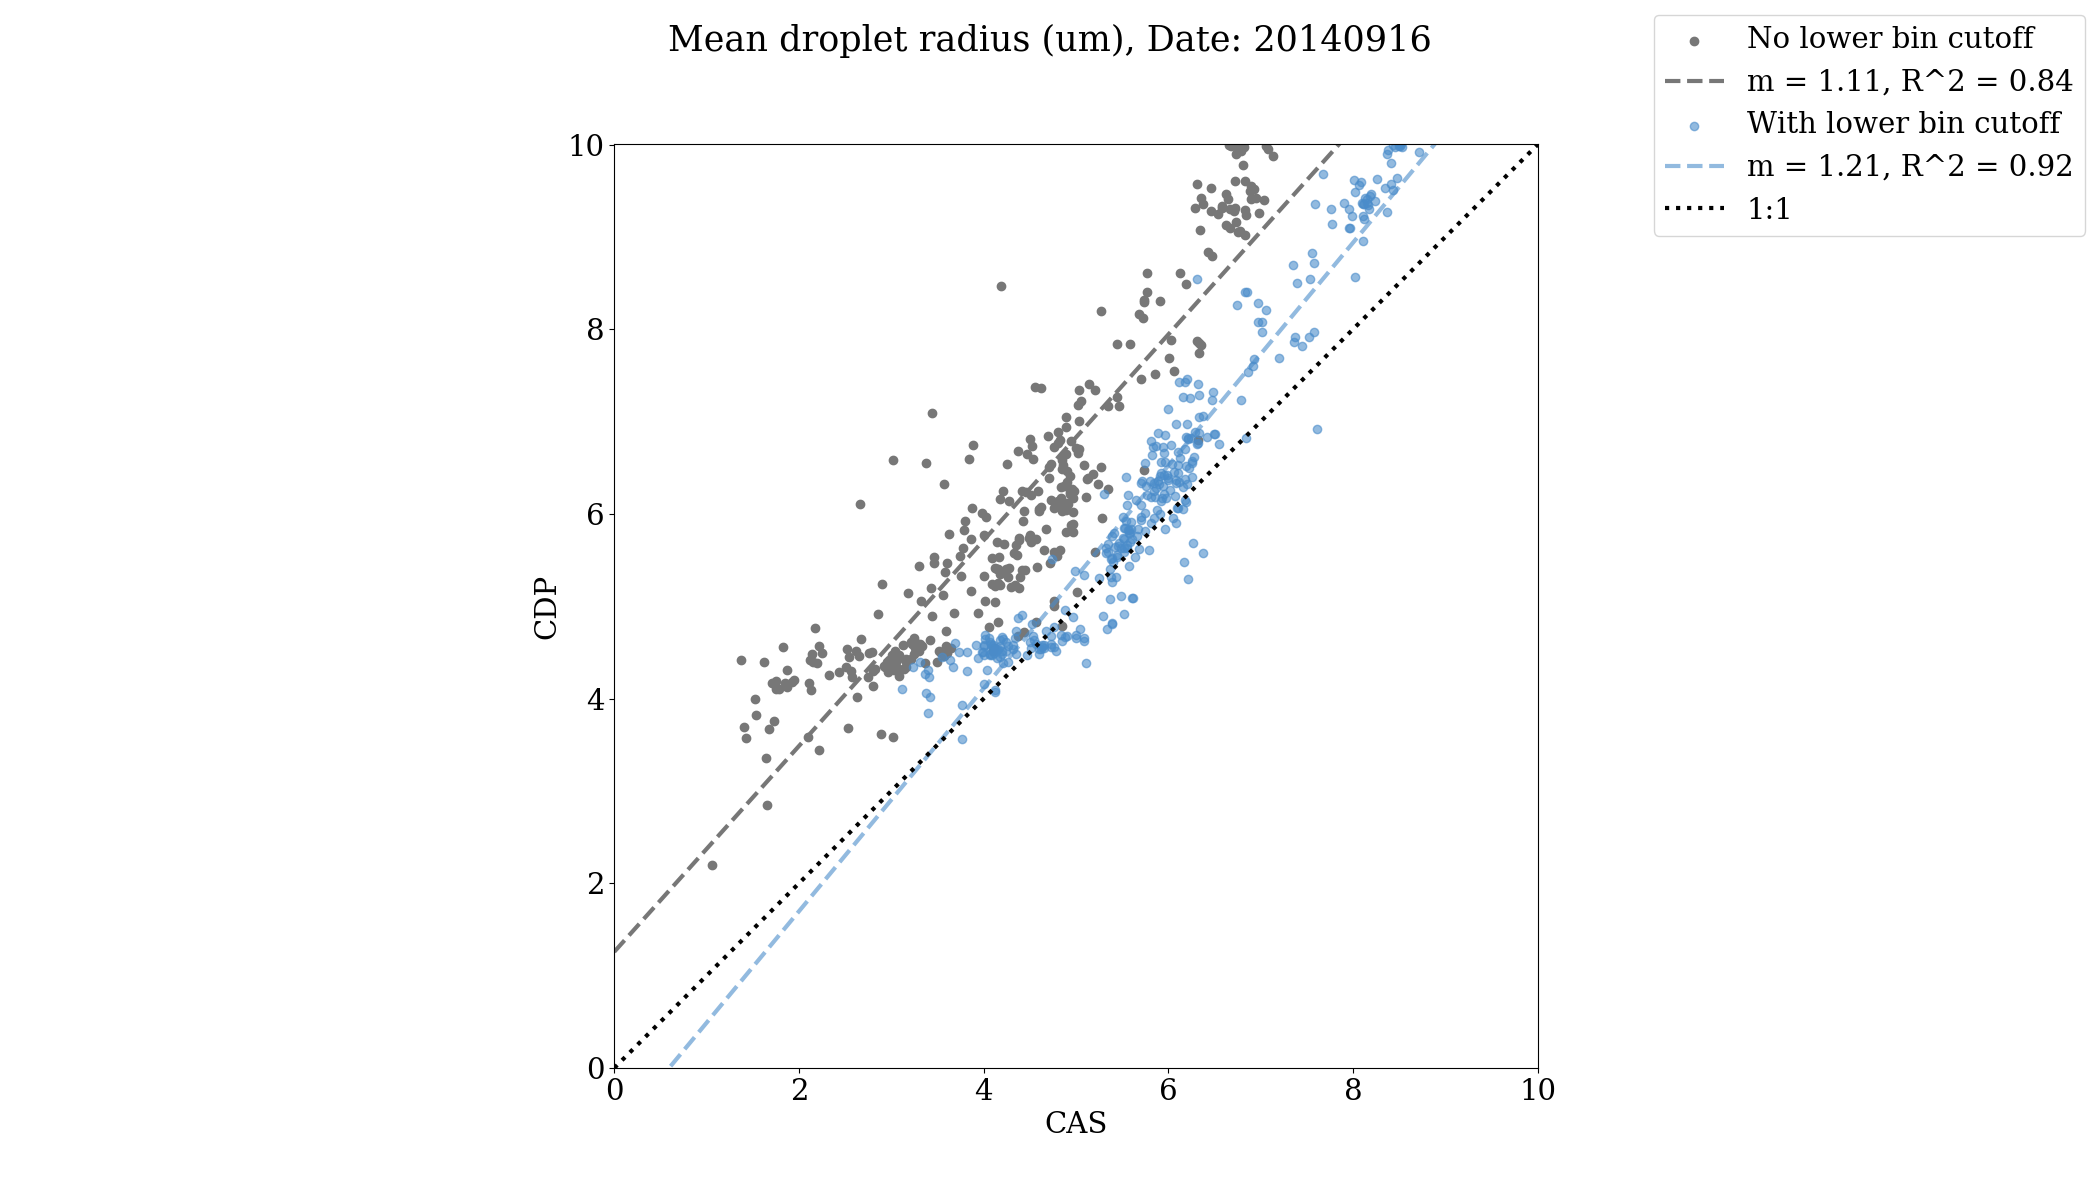 Mean droplet radius (um), Date: 20140916
No lower bin cutoff
m = 1.11, R^2 = 0.84
With lower bin cutoff
m = 1.21, R^2 = 0.92
1:1
10
8
6
4
2
0
CDP
0 2 4 6 8 10
CAS